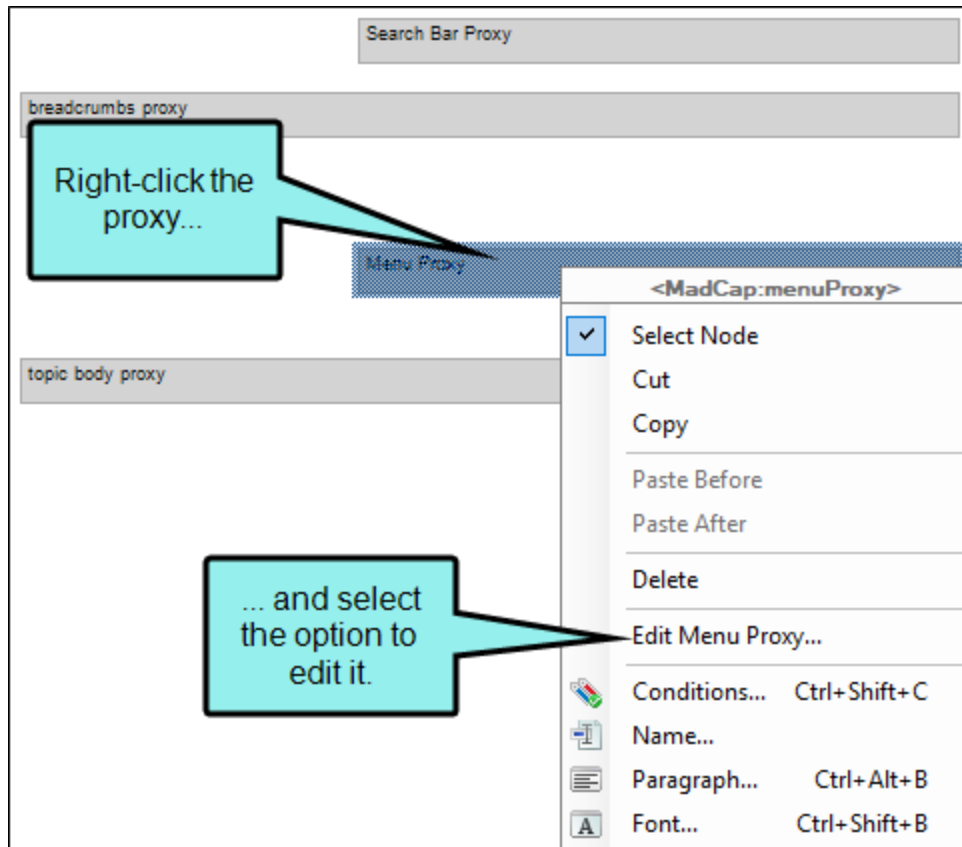 Search Bar Proxy
breadcrumbs proxy
Right-click the
proxy...
Menu Proxy
<MadCap:menuProxy>
Select Node
Cut
Copy
topic body proxy
Paste Before
Paste After
Delete
... and select
the option to
edit it.
Edit Menu Proxy...
Conditions... Ctrl+Shift+C
Name...
Paragraph... Ctrl+Alt+B
Font... Ctrl+Shift+B